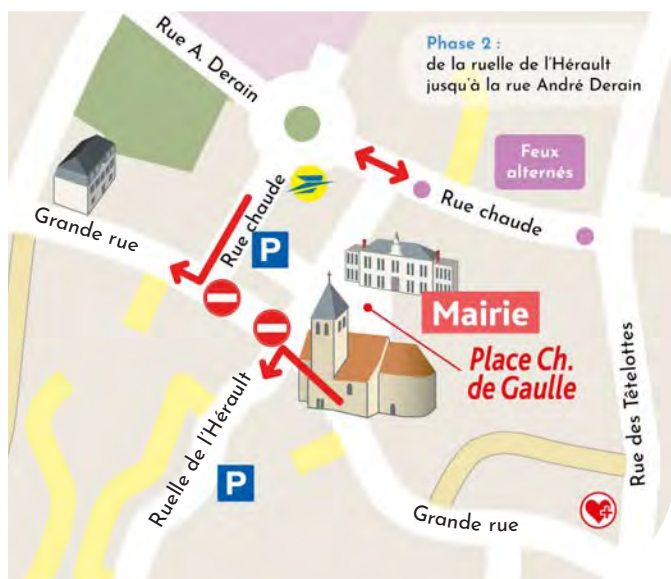 Rue A. Derain
Phase 2 :
de la ruelle de l'Hérault
jusqu'à la rue André Derain
Feux
alternés
Rue chaude
Rue chaude
Grande rue
P
Mairie
Place Ch.
de Gaulle
Rue des Têtelottes
Ruelle de l'Hérault
P
Grande rue